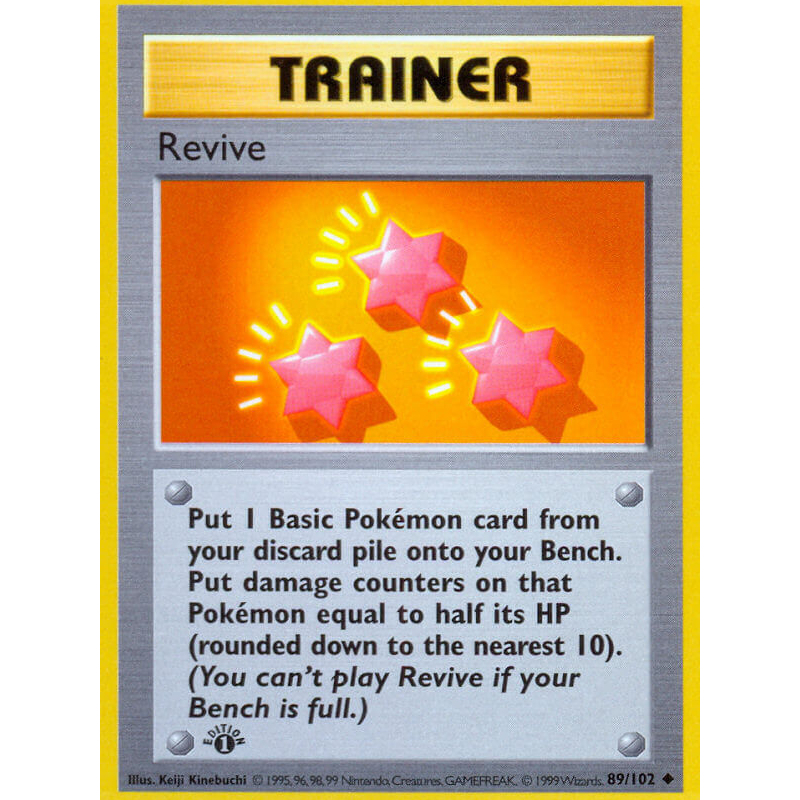 TRAINER
Revive
Put 1 Basic Pokémon card from
your discard pile onto your Bench.
Put damage counters on that
Pokémon equal to half its HP
(rounded down to the nearest 10).
(You can't play Revive if your
Bench is full.)
EDITION
1
Illus. Keiji Kinebuchi © 1995, 96, 98, 99 Nintendo, Creatures, GAMEFREAK. © 1999 Wizards. 89/102 ◆